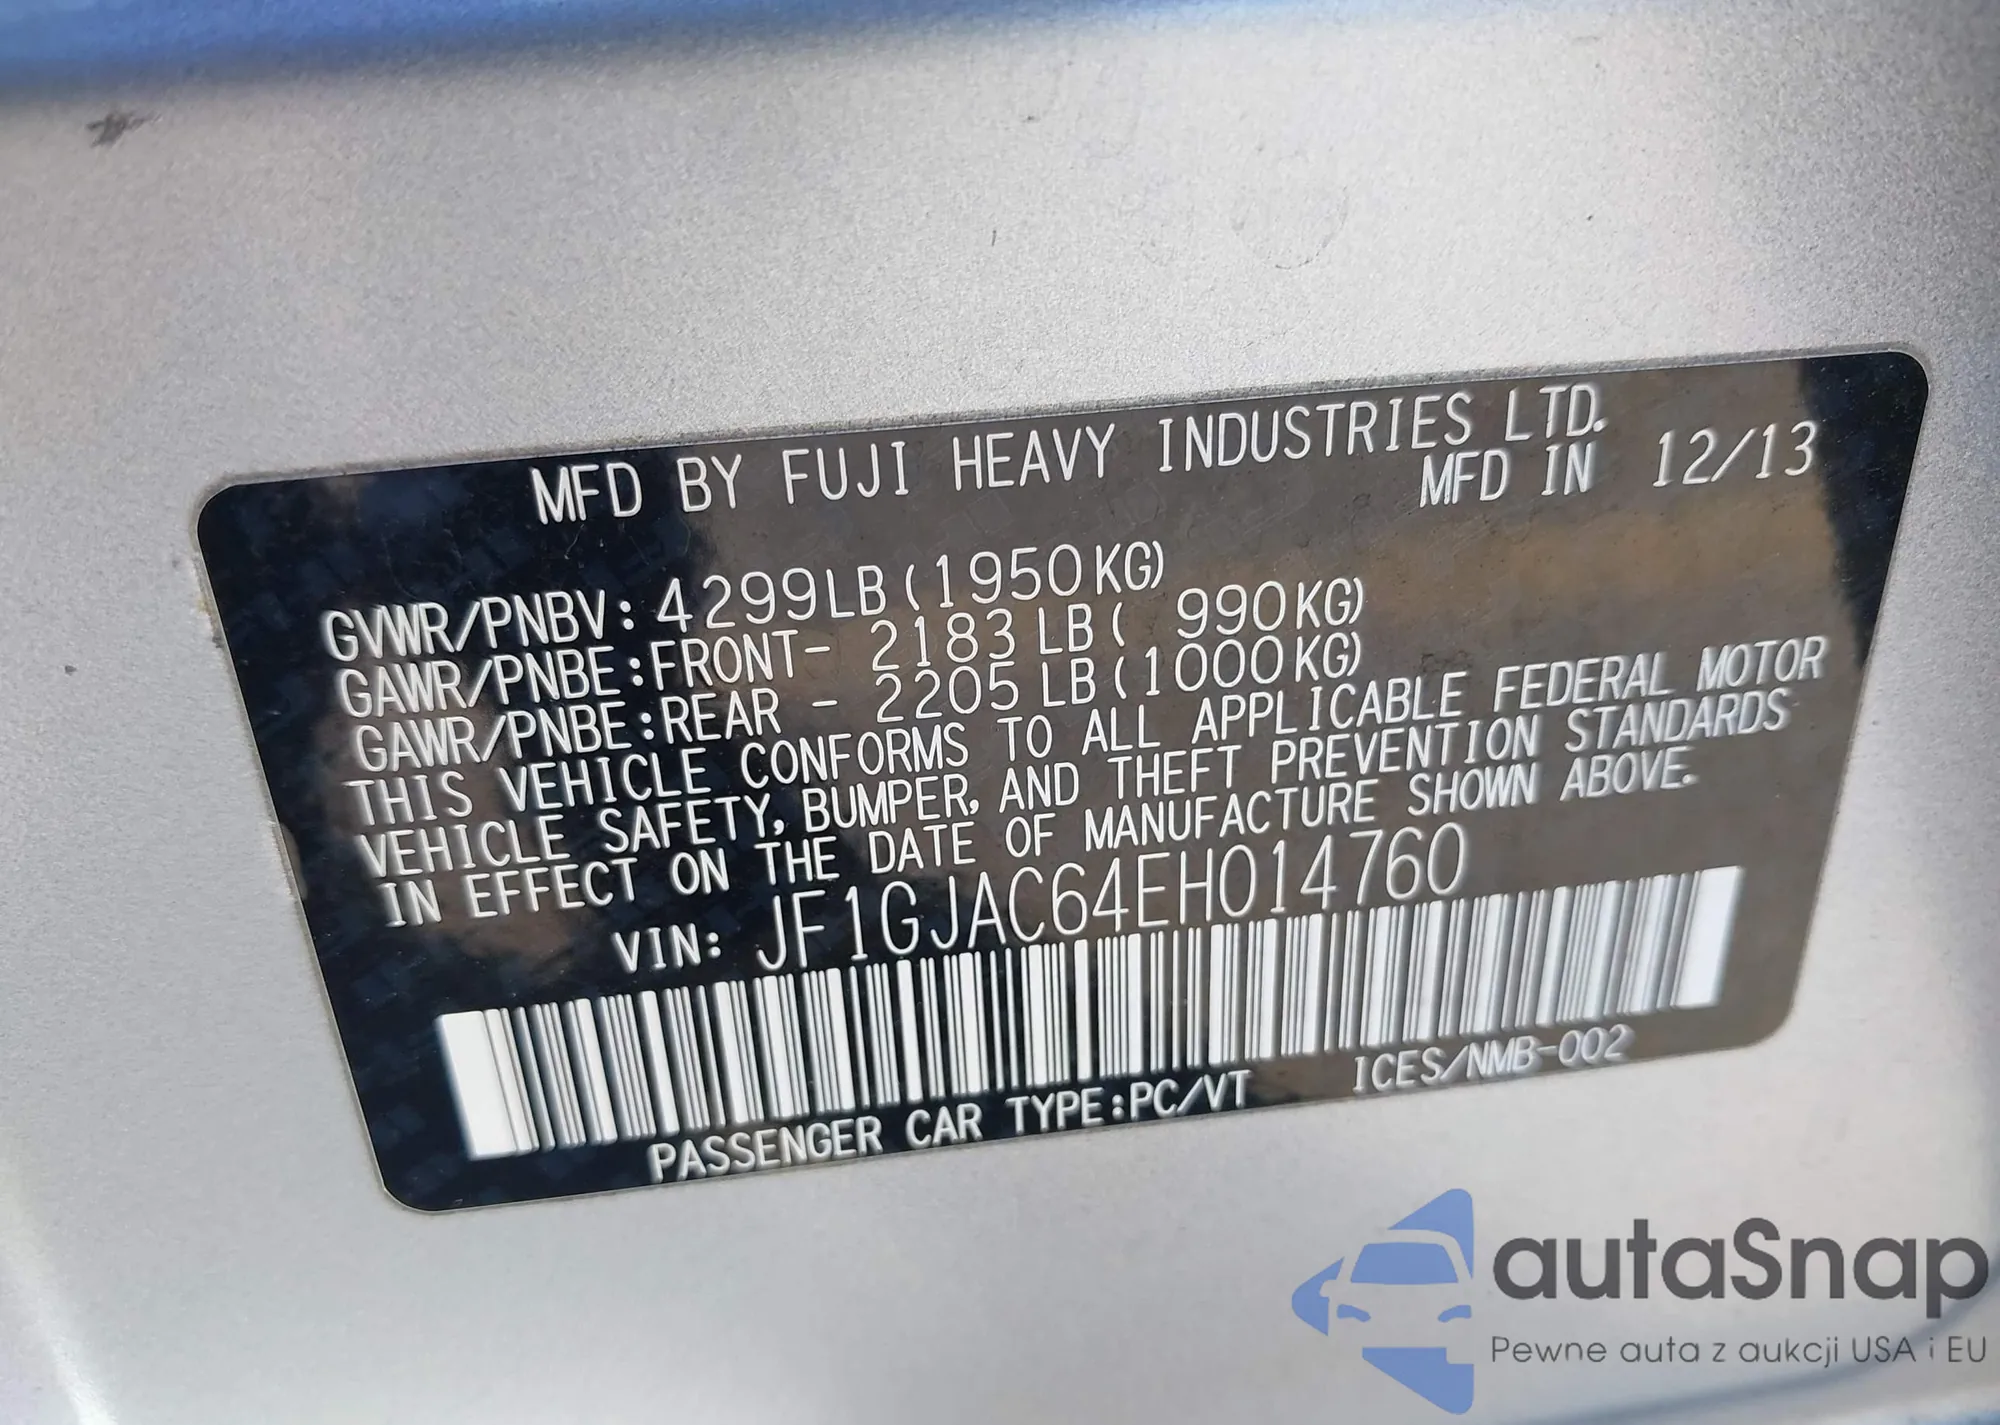 MFD BY FUJI HEAVY INDUSTRIES LTD.
MFD IN 12/13
GVWR/PNBV: 4299LB(1950KG)
GAWR/PNBE:FRONT- 2183LB( 990KG)
GAWR/PNBE:REAR - 2205LB(1000KG)
THIS VEHICLE CONFORMS TO ALL APPLICABLE FEDERAL MOTOR
VEHICLE SAFETY, BUMPER, AND THEFT PREVENTION STANDARDS
IN EFFECT ON THE DATE OF MANUFACTURE SHOWN ABOVE.
VIN: JF1GJAC64EH014760
PASSENGER CAR TYPE:PC/VT ICES/NMB-002
autaSnap
Pewne auta z aukcji USA i EU